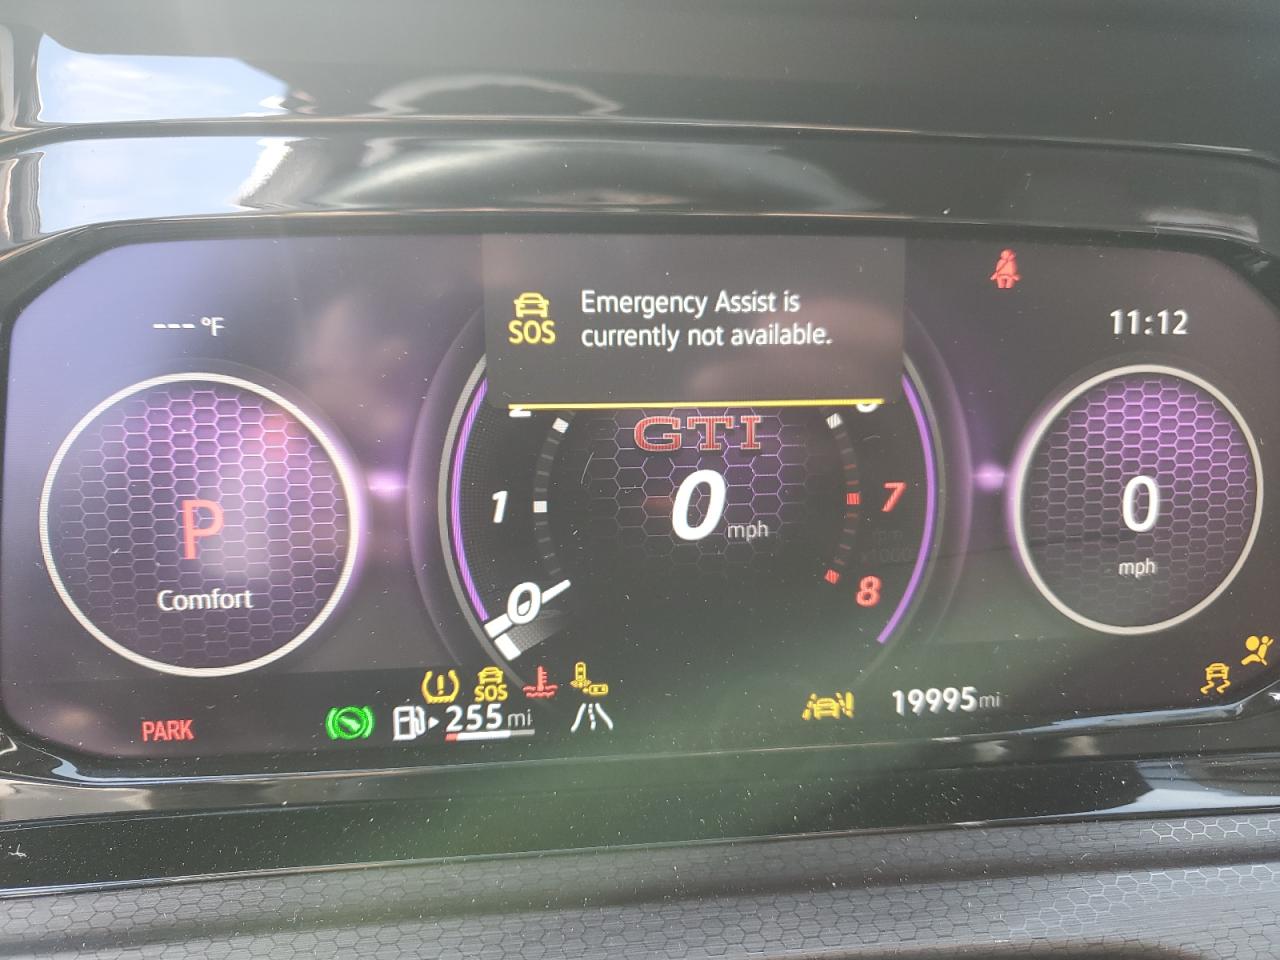 Emergency Assist is
currently not available.
SOS
--- °F
11:12
GTI
1
7
0 mph
0
mph
P
Comfort
0
8
SOS
PARK
255 mi
19995 mi